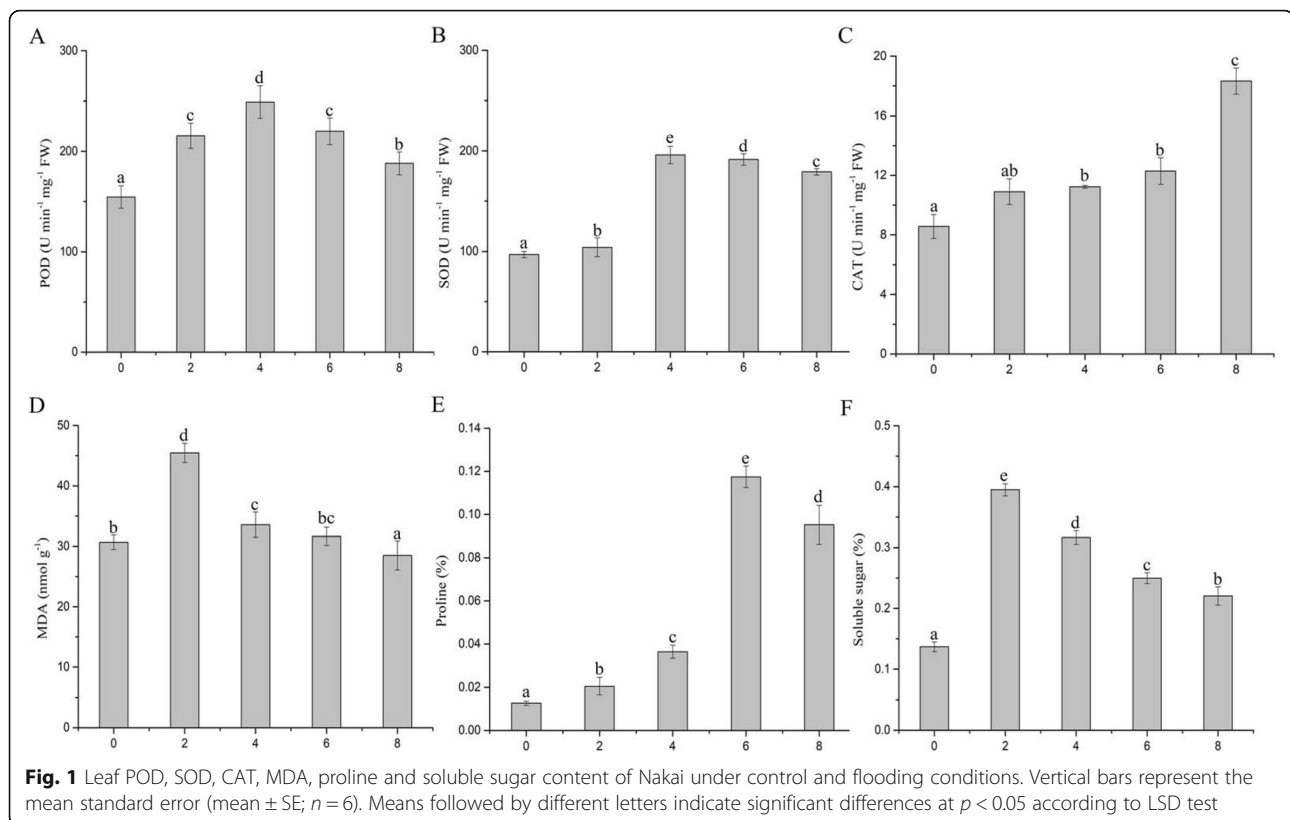 A
POD (U min⁻¹ mg⁻¹ FW)
300
200
100
0
a
c
d
c
b
0 2 4 6 8
B
SOD (U min⁻¹ mg⁻¹ FW)
300
200
100
0
a
b
e
d
c
0 2 4 6 8
C
CAT (U min⁻¹ mg⁻¹ FW)
20
16
12
8
4
0
a
ab
b
b
c
0 2 4 6 8
D
MDA (nmol g⁻¹)
50
40
30
20
10
0
b
d
c
bc
a
0 2 4 6 8
E
Proline (%)
0.14
0.12
0.10
0.08
0.06
0.04
0.02
0.00
a
b
c
e
d
0 2 4 6 8
F
Soluble sugar (%)
0.5
0.4
0.3
0.2
0.1
0.0
a
e
d
c
b
0 2 4 6 8
Fig. 1 Leaf POD, SOD, CAT, MDA, proline and soluble sugar content of Nakai under control and flooding conditions. Vertical bars represent the
mean standard error (mean ± SE; n = 6). Means followed by different letters indicate significant differences at p < 0.05 according to LSD test